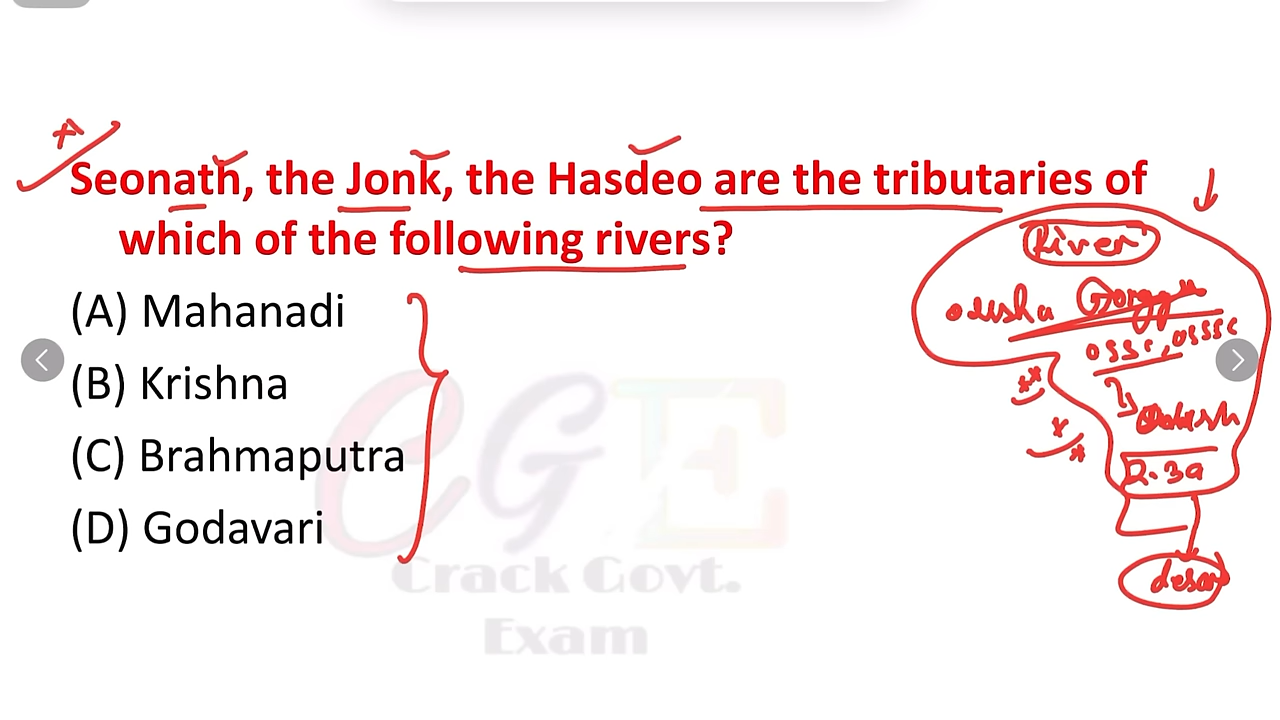 Seonath, the Jonk, the Hasdeo are the tributaries of
which of the following rivers?
(A) Mahanadi
(B) Krishna
(C) Brahmaputra
(D) Godavari
River
odisha
OSSC, OSSSC
CGE
Crack Govt.
Exam